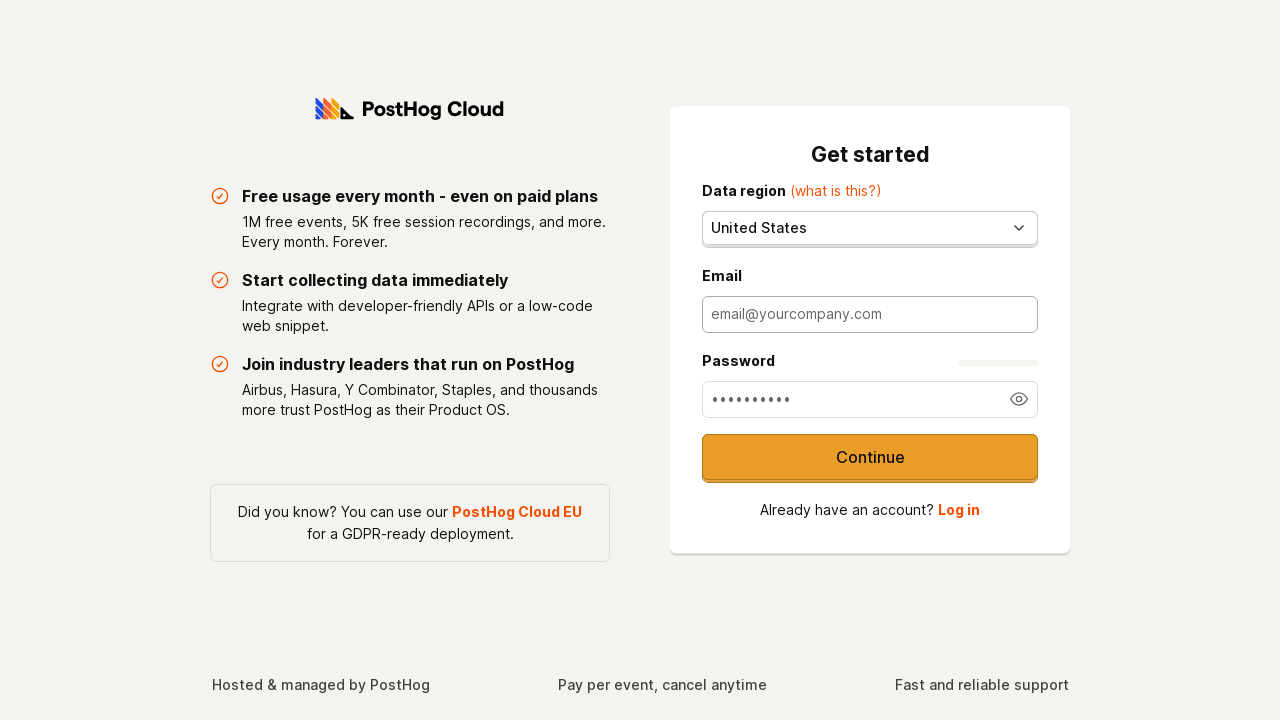 PostHog Cloud
Free usage every month - even on paid plans
1M free events, 5K free session recordings, and more.
Every month. Forever.
Start collecting data immediately
Integrate with developer-friendly APIs or a low-code
web snippet.
Join industry leaders that run on PostHog
Airbus, Hasura, Y Combinator, Staples, and thousands
more trust PostHog as their Product OS.
Did you know? You can use our PostHog Cloud EU
for a GDPR-ready deployment.
Get started
Data region (what is this?)
United States
Email
email@yourcompany.com
Password
••••••••••
Continue
Already have an account? Log in
Hosted & managed by PostHog
Pay per event, cancel anytime
Fast and reliable support